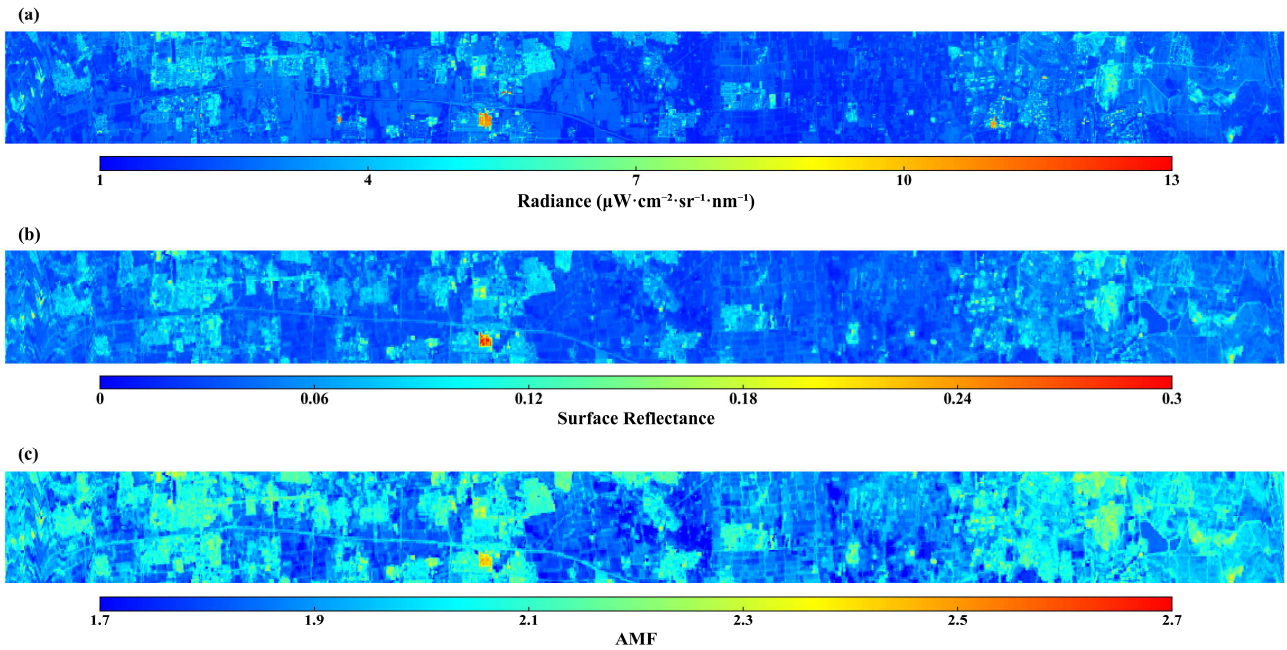 (a)
1 4 7 10 13
Radiance (μW·cm⁻²·sr⁻¹·nm⁻¹)
(b)
0 0.06 0.12 0.18 0.24 0.3
Surface Reflectance
(c)
1.7 1.9 2.1 2.3 2.5 2.7
AMF